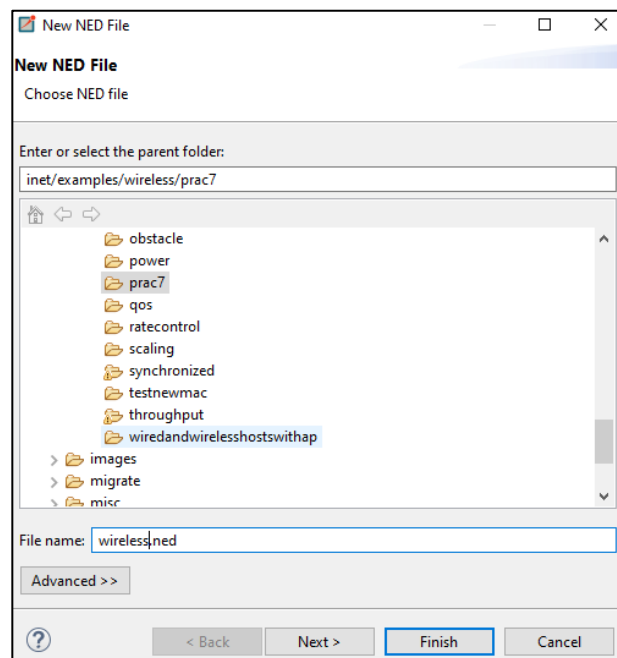 New NED File
New NED File
Choose NED file
Enter or select the parent folder:
inet/examples/wireless/prac7
obstacle
power
prac7
qos
ratecontrol
scaling
synchronized
testnewmac
throughput
wiredandwirelesshostswithap
images
migrate
misc
File name: wireless.ned
Advanced >>
? < Back Next > Finish Cancel